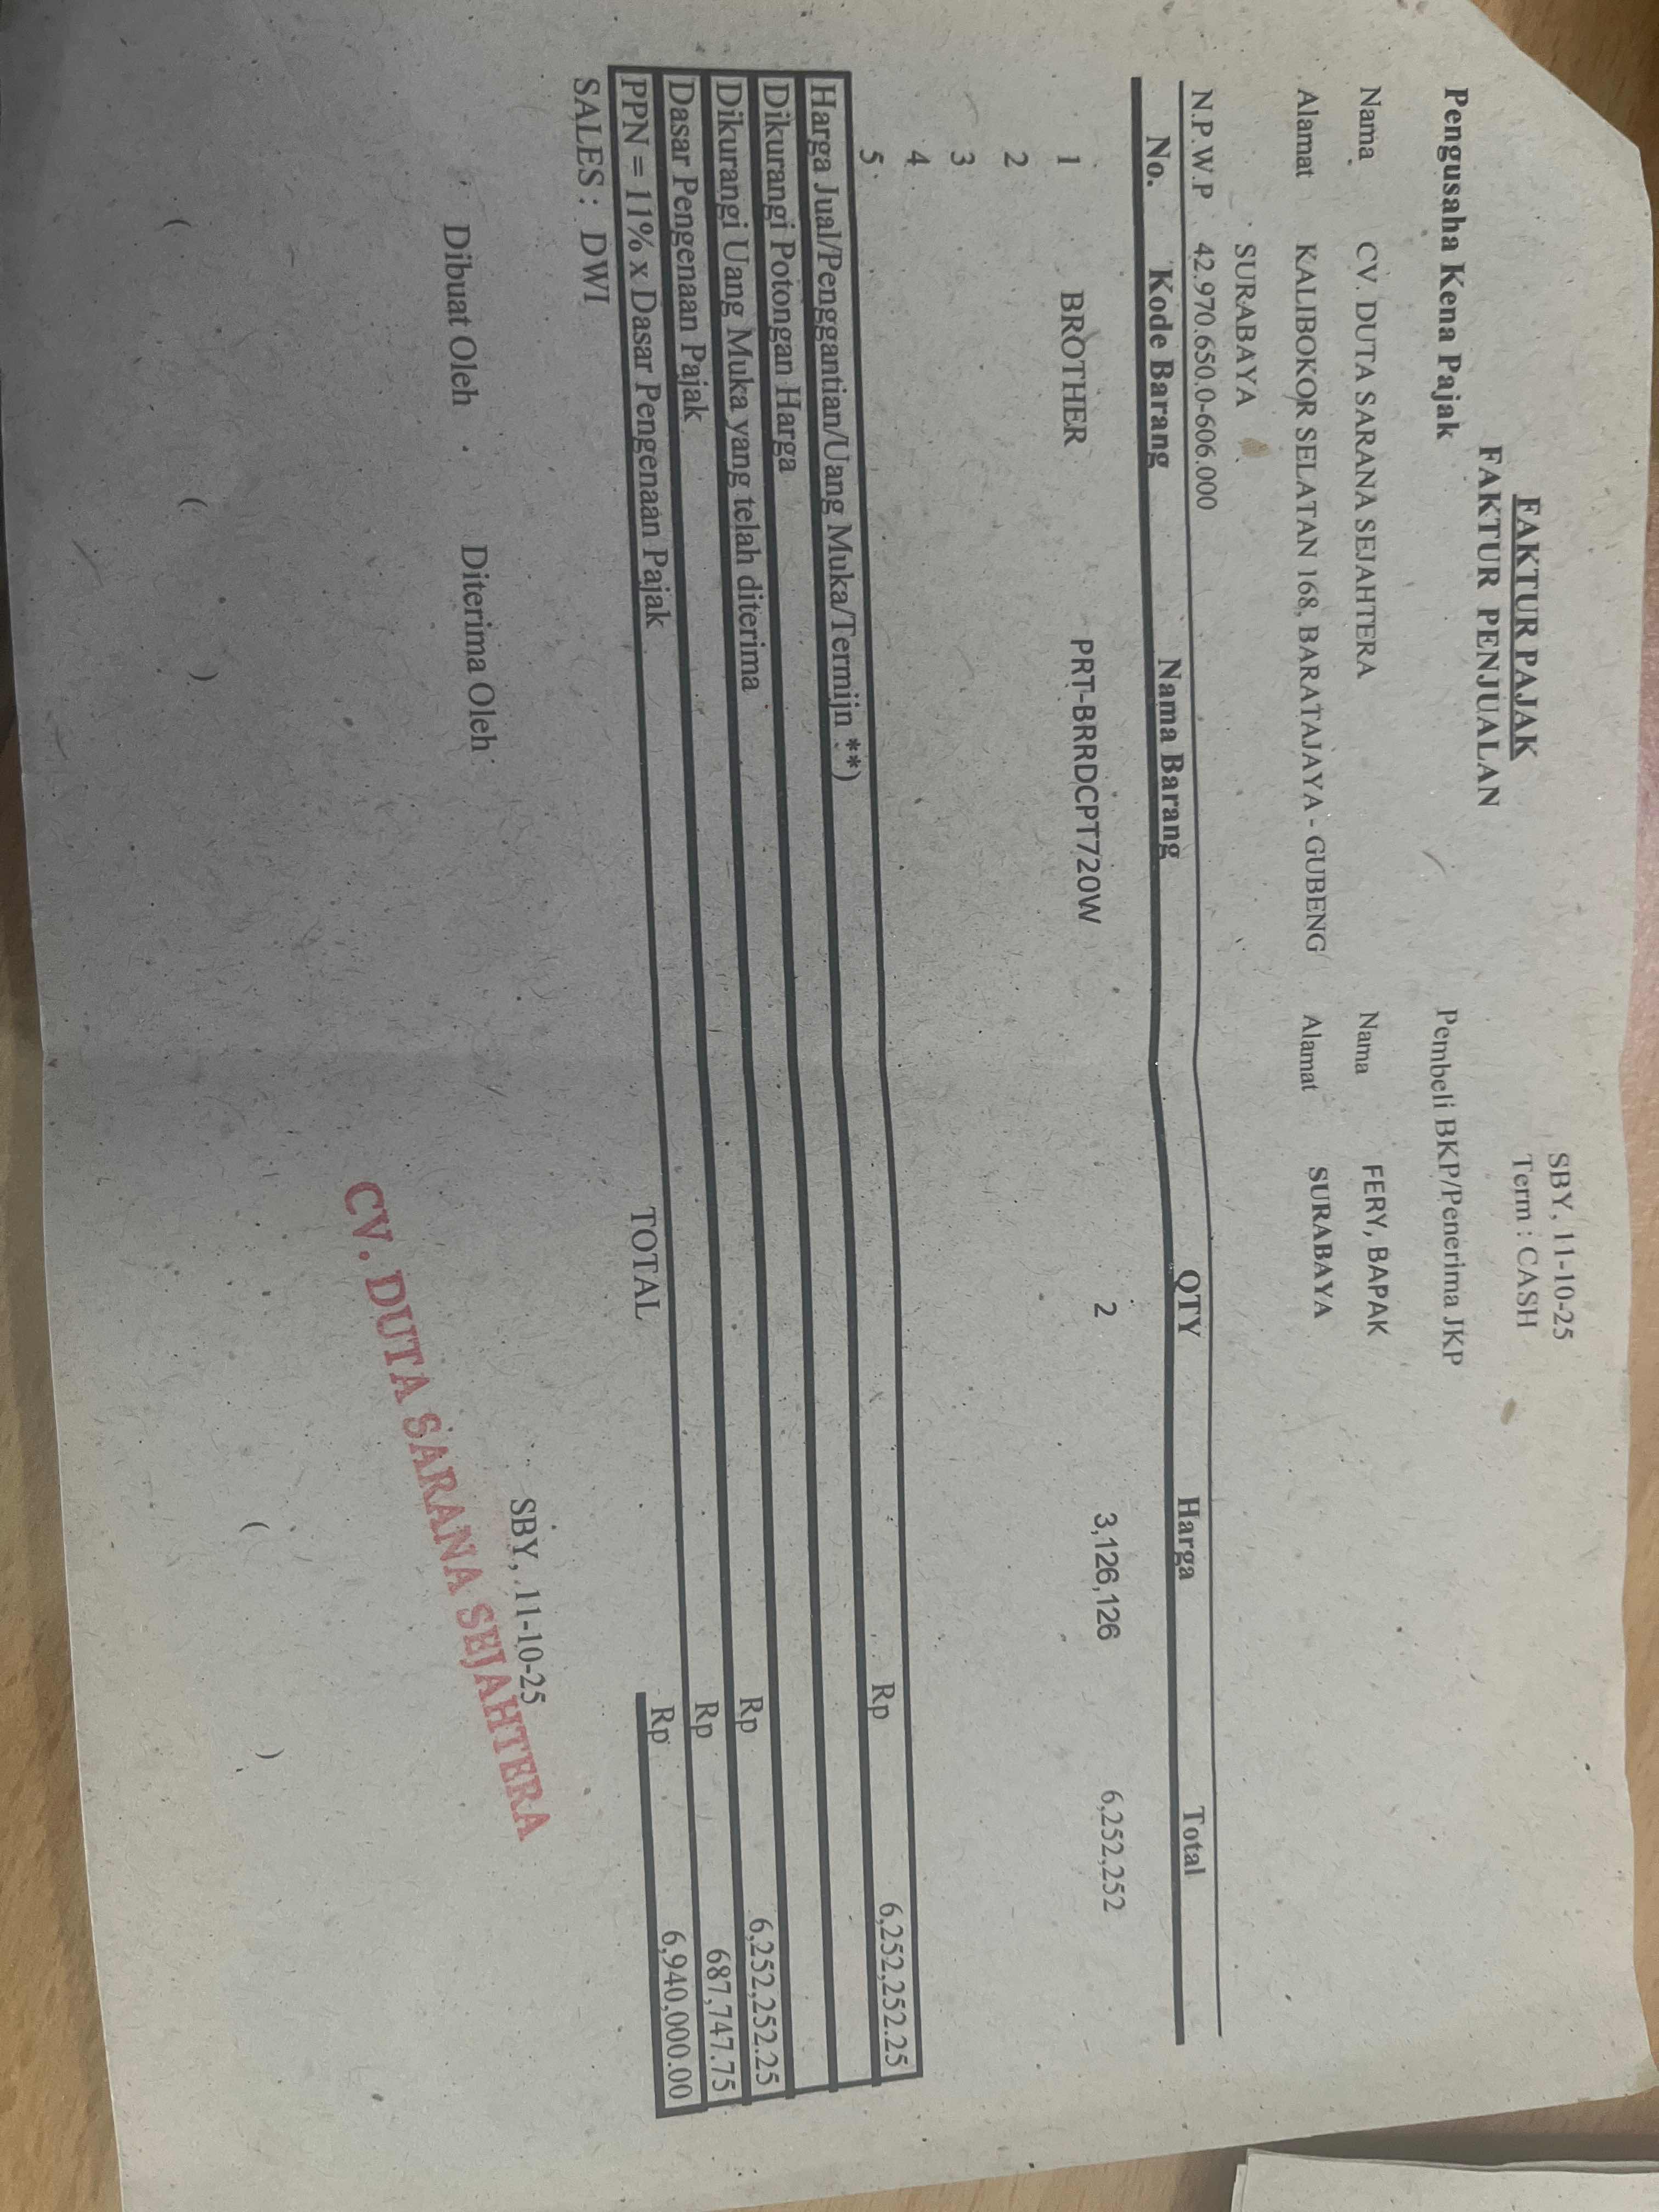 SBY, 11-10-25
FAKTUR PAJAK
Term : CASH
FAKTUR PENJUALAN
Pengusaha Kena Pajak
Pembeli BKP/Penerima JKP
Nama CV. DUTA SARANA SEJAHTERA
Nama FERY, BAPAK
Alamat KALIBOKOR SELATAN 168, BARATAJAYA - GUBENG
Alamat SURABAYA
SURABAYA
N.P.W.P 42.970.650.0-606.000
No. Kode Barang Nama Barang QTY Harga Total
1 BROTHER PRT-BRRDCPT720W 2 3,126,126 6,252,252
2
3
4
5
Harga Jual/Penggantian/Uang Muka/Termijn **) Rp 6,252,252.25
Dikurangi Potongan Harga
Dikurangi Uang Muka yang telah diterima
Dasar Pengenaan Pajak Rp 6,252,252.25
PPN = 11% x Dasar Pengenaan Pajak Rp 687,747.75
SALES : DWI TOTAL Rp 6,940,000.00
SBY, 11-10-25
Dibuat Oleh Diterima Oleh
CV. DUTA SARANA SEJAHTERA
( ( ) ( )